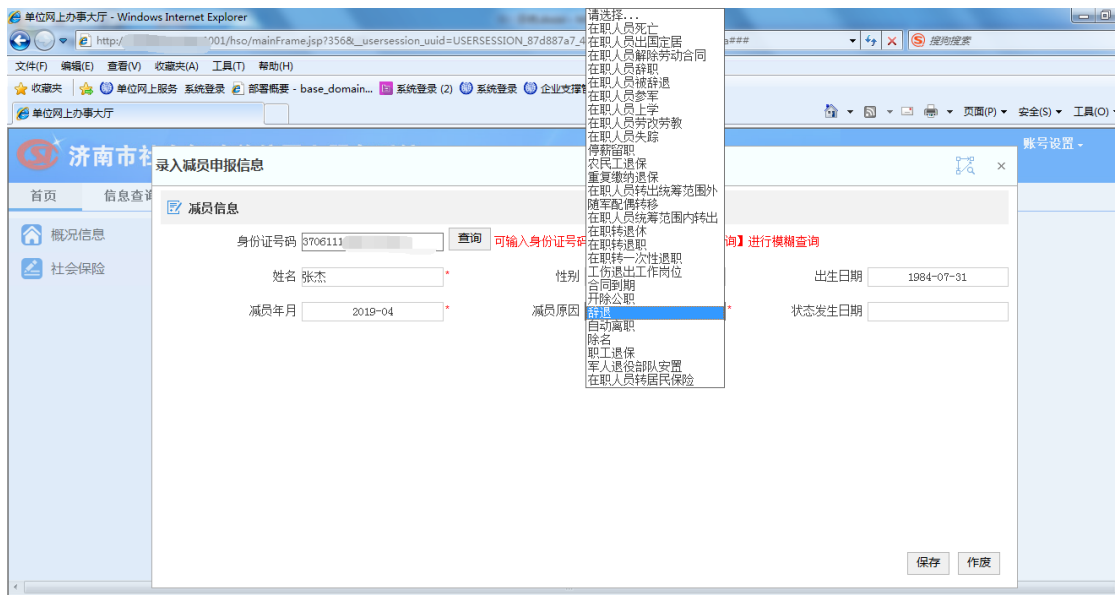 单位网上办事大厅 - Windows Internet Explorer
http:/ 001/hso/mainFrame.jsp?356&_usersession_uuid=USERSESSION_87d887a7_4 a###
搜狗搜索
文件(F) 编辑(E) 查看(V) 收藏夹(A) 工具(T) 帮助(H)
收藏夹 单位网上服务 系统登录 部署概要 - base_domain... 系统登录 (2) 系统登录 企业支撑
单位网上办事大厅
页面(P) 安全(S) 工具(O)
济南市社
账号设置
首页 信息查询
概况信息
社会保险
录入减员申报信息
减员信息
身份证号码 3706111 查询 可输入身份证号码 询】进行模糊查询
姓名 张杰 * 性别 出生日期 1984-07-31
减员年月 2019-04 * 减员原因 * 状态发生日期
请选择...
在职人员死亡
在职人员出国定居
在职人员解除劳动合同
在职人员辞职
在职人员被辞退
在职人员参军
在职人员上学
在职人员劳改劳教
在职人员失踪
停薪留职
农民工退保
重复缴纳退保
在职人员转出统筹范围外
随军配偶转移
在职人员统筹范围内转出
在职转退休
在职转退职
在职转一次性退职
工伤退出工作岗位
合同到期
开除公职
辞退
自动离职
除名
职工退保
军人退役部队安置
在职人员转居民保险
保存 作废